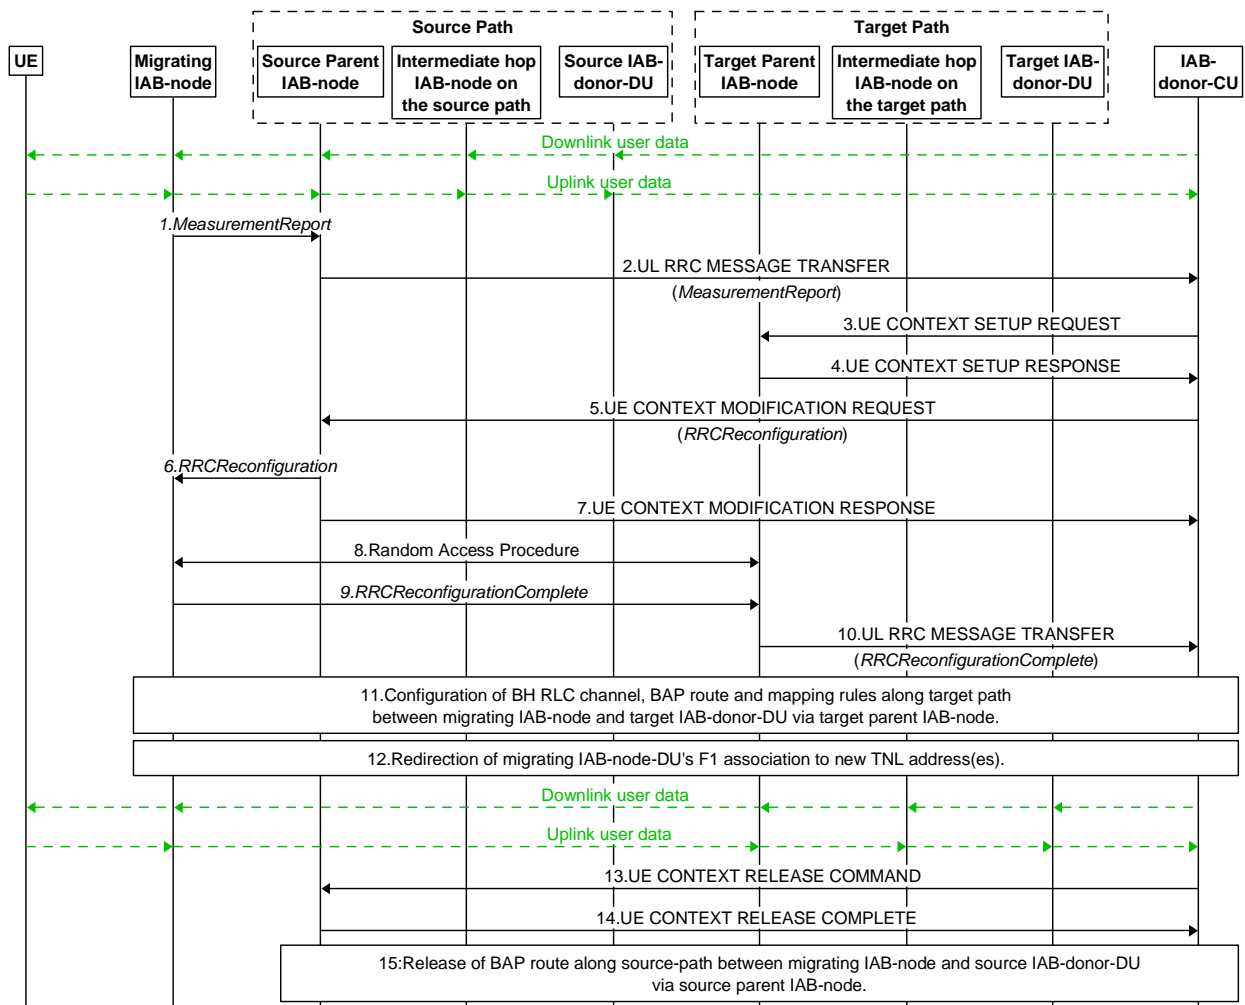 Source Path
Target Path
UE
Migrating
IAB-node
Source Parent
IAB-node
Intermediate hop
IAB-node on
the source path
Source IAB-
donor-DU
Target Parent
IAB-node
Intermediate hop
IAB-node on
the target path
Target IAB-
donor-DU
IAB-
donor-CU
Downlink user data
Uplink user data
1.MeasurementReport
2.UL RRC MESSAGE TRANSFER
(MeasurementReport)
3.UE CONTEXT SETUP REQUEST
4.UE CONTEXT SETUP RESPONSE
5.UE CONTEXT MODIFICATION REQUEST
(RRCReconfiguration)
6.RRCReconfiguration
7.UE CONTEXT MODIFICATION RESPONSE
8.Random Access Procedure
9.RRCReconfigurationComplete
10.UL RRC MESSAGE TRANSFER
(RRCReconfigurationComplete)
11.Configuration of BH RLC channel, BAP route and mapping rules along target path
between migrating IAB-node and target IAB-donor-DU via target parent IAB-node.
12.Redirection of migrating IAB-node-DU's F1 association to new TNL address(es).
Downlink user data
Uplink user data
13.UE CONTEXT RELEASE COMMAND
14.UE CONTEXT RELEASE COMPLETE
15:Release of BAP route along source-path between migrating IAB-node and source IAB-donor-DU
via source parent IAB-node.